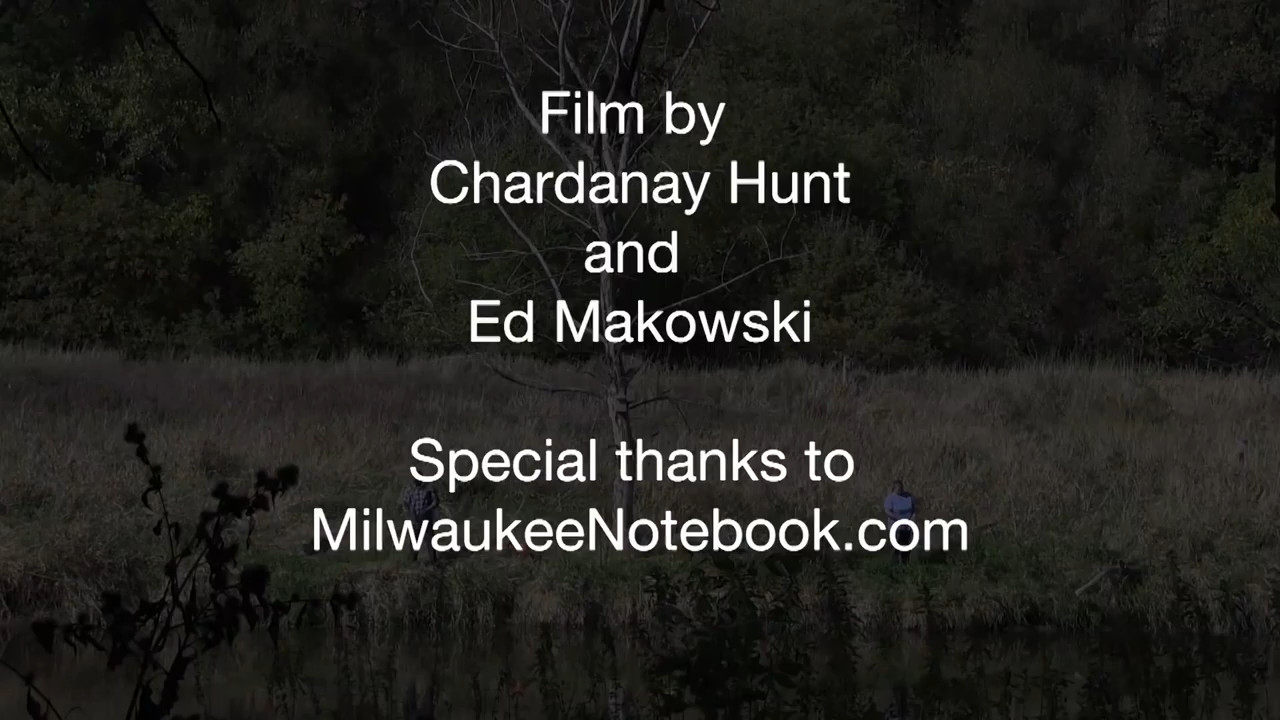 Film by
Chardanay Hunt
and
Ed Makowski
Special thanks to
MilwaukeeNotebook.com